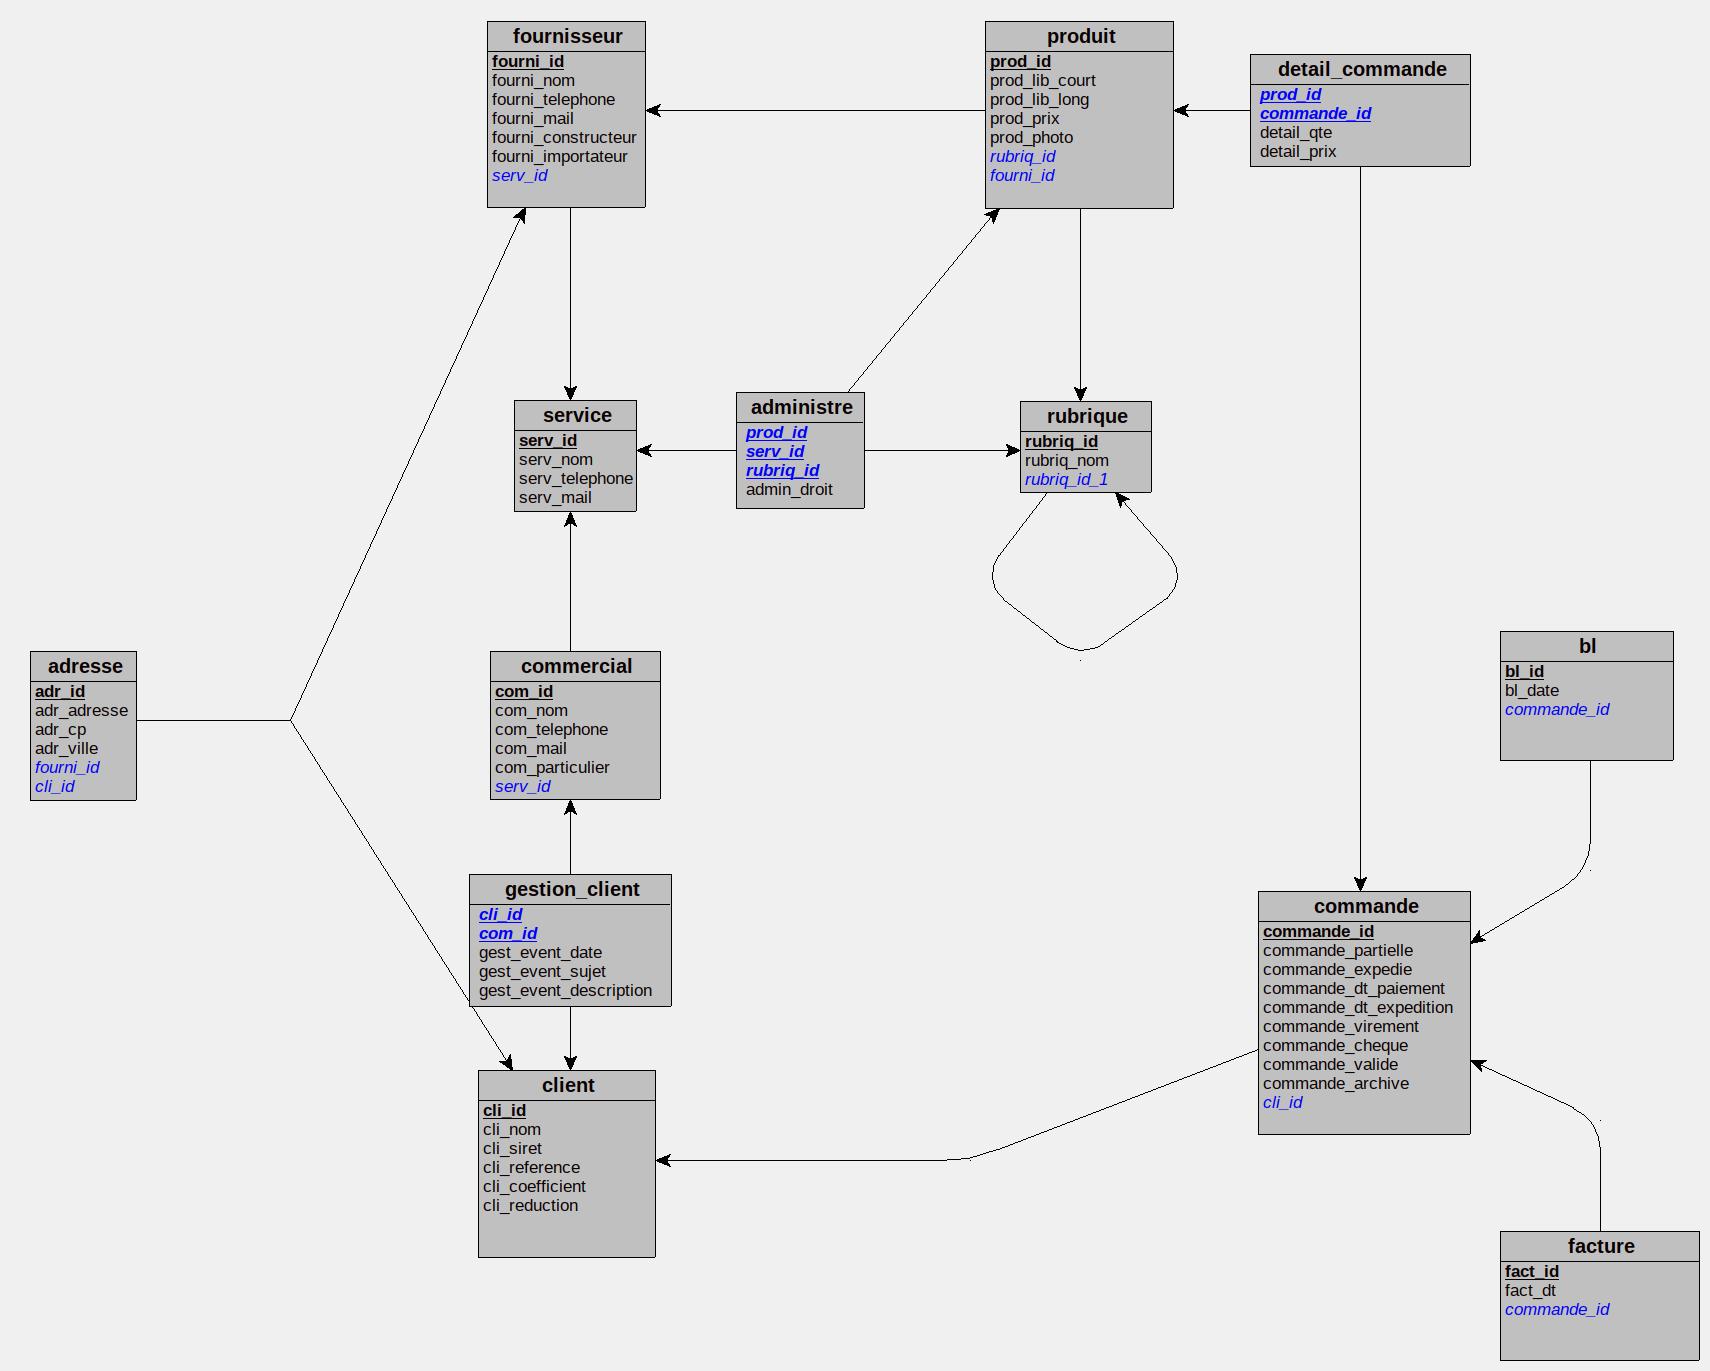 fournisseur
fourni_id
fourni_nom
fourni_telephone
fourni_mail
fourni_constructeur
fourni_importateur
serv_id
produit
prod_id
prod_lib_court
prod_lib_long
prod_prix
prod_photo
rubriq_id
fourni_id
detail_commande
prod_id
commande_id
detail_qte
detail_prix
service
serv_id
serv_nom
serv_telephone
serv_mail
administre
prod_id
serv_id
rubriq_id
admin_droit
rubrique
rubriq_id
rubriq_nom
rubriq_id_1
adresse
adr_id
adr_adresse
adr_cp
adr_ville
fourni_id
cli_id
commercial
com_id
com_nom
com_telephone
com_mail
com_particulier
serv_id
bl
bl_id
bl_date
commande_id
gestion_client
cli_id
com_id
gest_event_date
gest_event_sujet
gest_event_description
commande
commande_id
commande_partielle
commande_expedie
commande_dt_paiement
commande_dt_expedition
commande_virement
commande_cheque
commande_valide
commande_archive
cli_id
client
cli_id
cli_nom
cli_siret
cli_reference
cli_coefficient
cli_reduction
facture
fact_id
fact_dt
commande_id